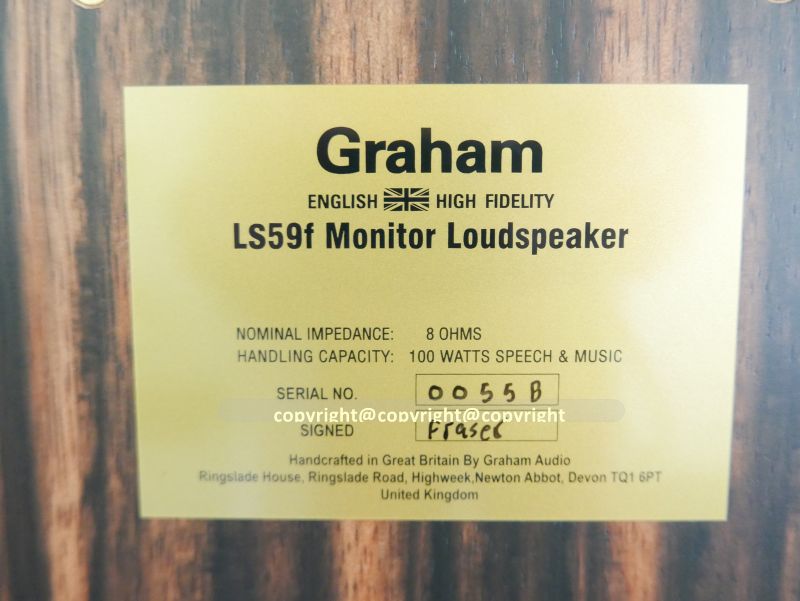 Graham
ENGLISH HIGH FIDELITY
LS59f Monitor Loudspeaker
NOMINAL IMPEDANCE: 8 OHMS
HANDLING CAPACITY: 100 WATTS SPEECH & MUSIC
SERIAL NO. 0055B
copyright@copyright@copyright
SIGNED Fraser
Handcrafted in Great Britain By Graham Audio
Ringslade House, Ringslade Road, Highweek,Newton Abbot, Devon TQ1 6PT
United Kingdom